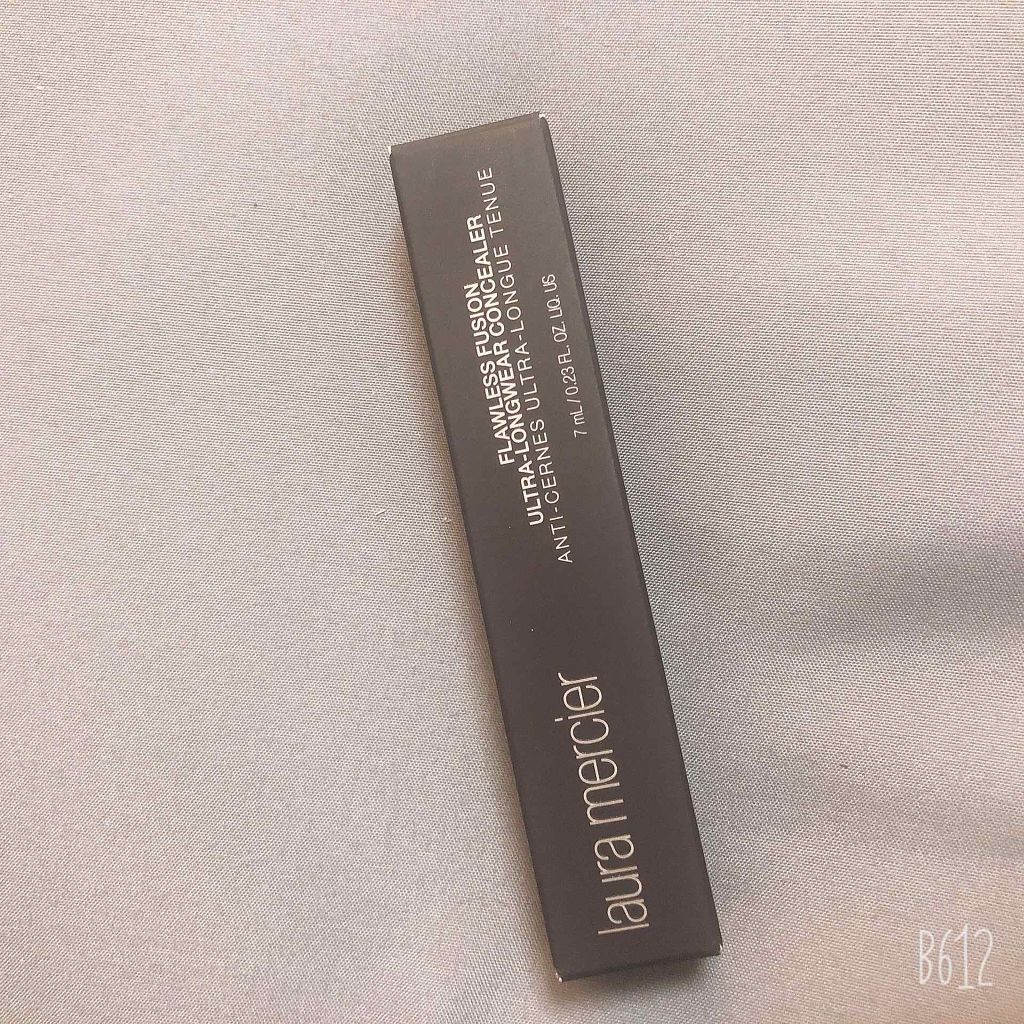 FLAWLESS FUSION
ULTRA-LONGWEAR CONCEALER
ANTI-CERNES ULTRA-LONGUE TENUE
7 mL / 0.23 FL. OZ. LIQ. US
laura mercier
B612